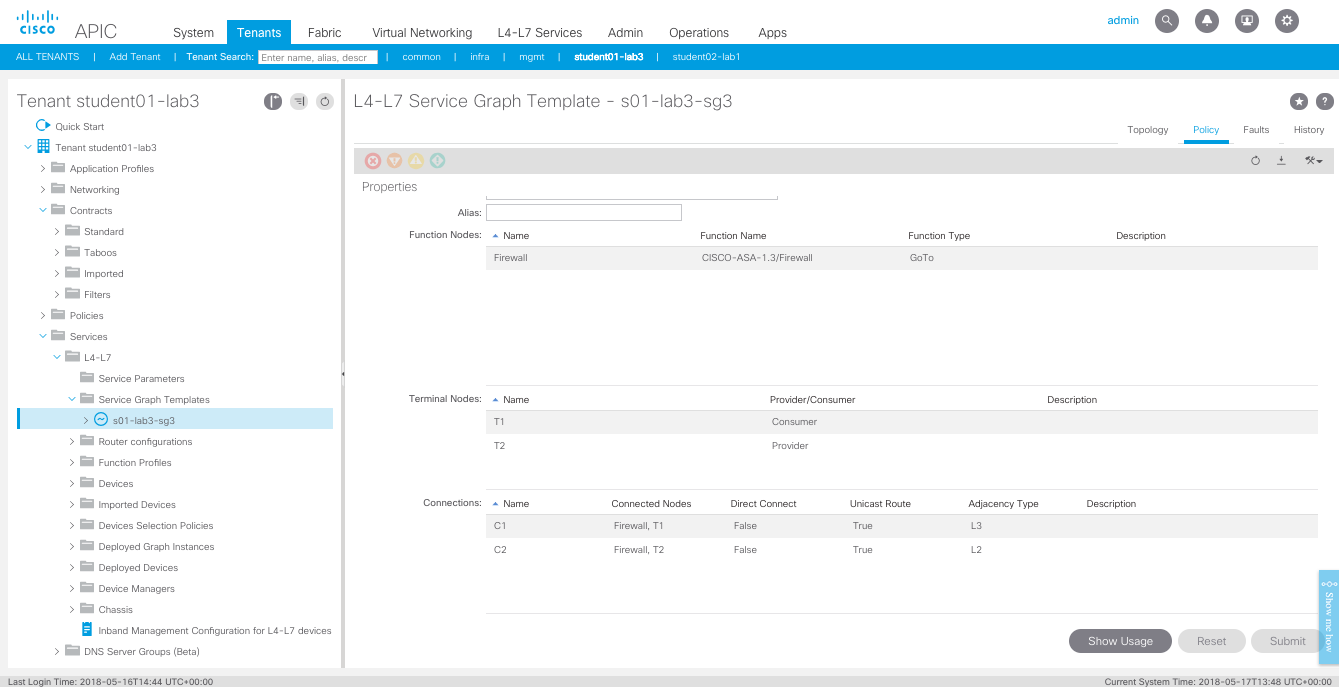 CISCO APIC
admin
System Tenants Fabric Virtual Networking L4-L7 Services Admin Operations Apps
ALL TENANTS | Add Tenant | Tenant Search: Enter name, alias, descr | common | infra | mgmt | student01-lab3 | student02-lab1
Tenant student01-lab3
Quick Start
Tenant student01-lab3
Application Profiles
Networking
Contracts
Standard
Taboos
Imported
Filters
Policies
Services
L4-L7
Service Parameters
Service Graph Templates
s01-lab3-sg3
Router configurations
Function Profiles
Devices
Imported Devices
Devices Selection Policies
Deployed Graph Instances
Deployed Devices
Device Managers
Chassis
Inband Management Configuration for L4-L7 devices
DNS Server Groups (Beta)
L4-L7 Service Graph Template - s01-lab3-sg3
Topology Policy Faults History
Properties
Alias:
Function Nodes: Name Function Name Function Type Description
Firewall CISCO-ASA-1.3/Firewall GoTo
Terminal Nodes: Name Provider/Consumer Description
T1 Consumer
T2 Provider
Connections: Name Connected Nodes Direct Connect Unicast Route Adjacency Type Description
C1 Firewall, T1 False True L3
C2 Firewall, T2 False True L2
Show me how
Show Usage Reset Submit
Last Login Time: 2018-05-16T14:44 UTC+00:00
Current System Time: 2018-05-17T13:48 UTC+00:00